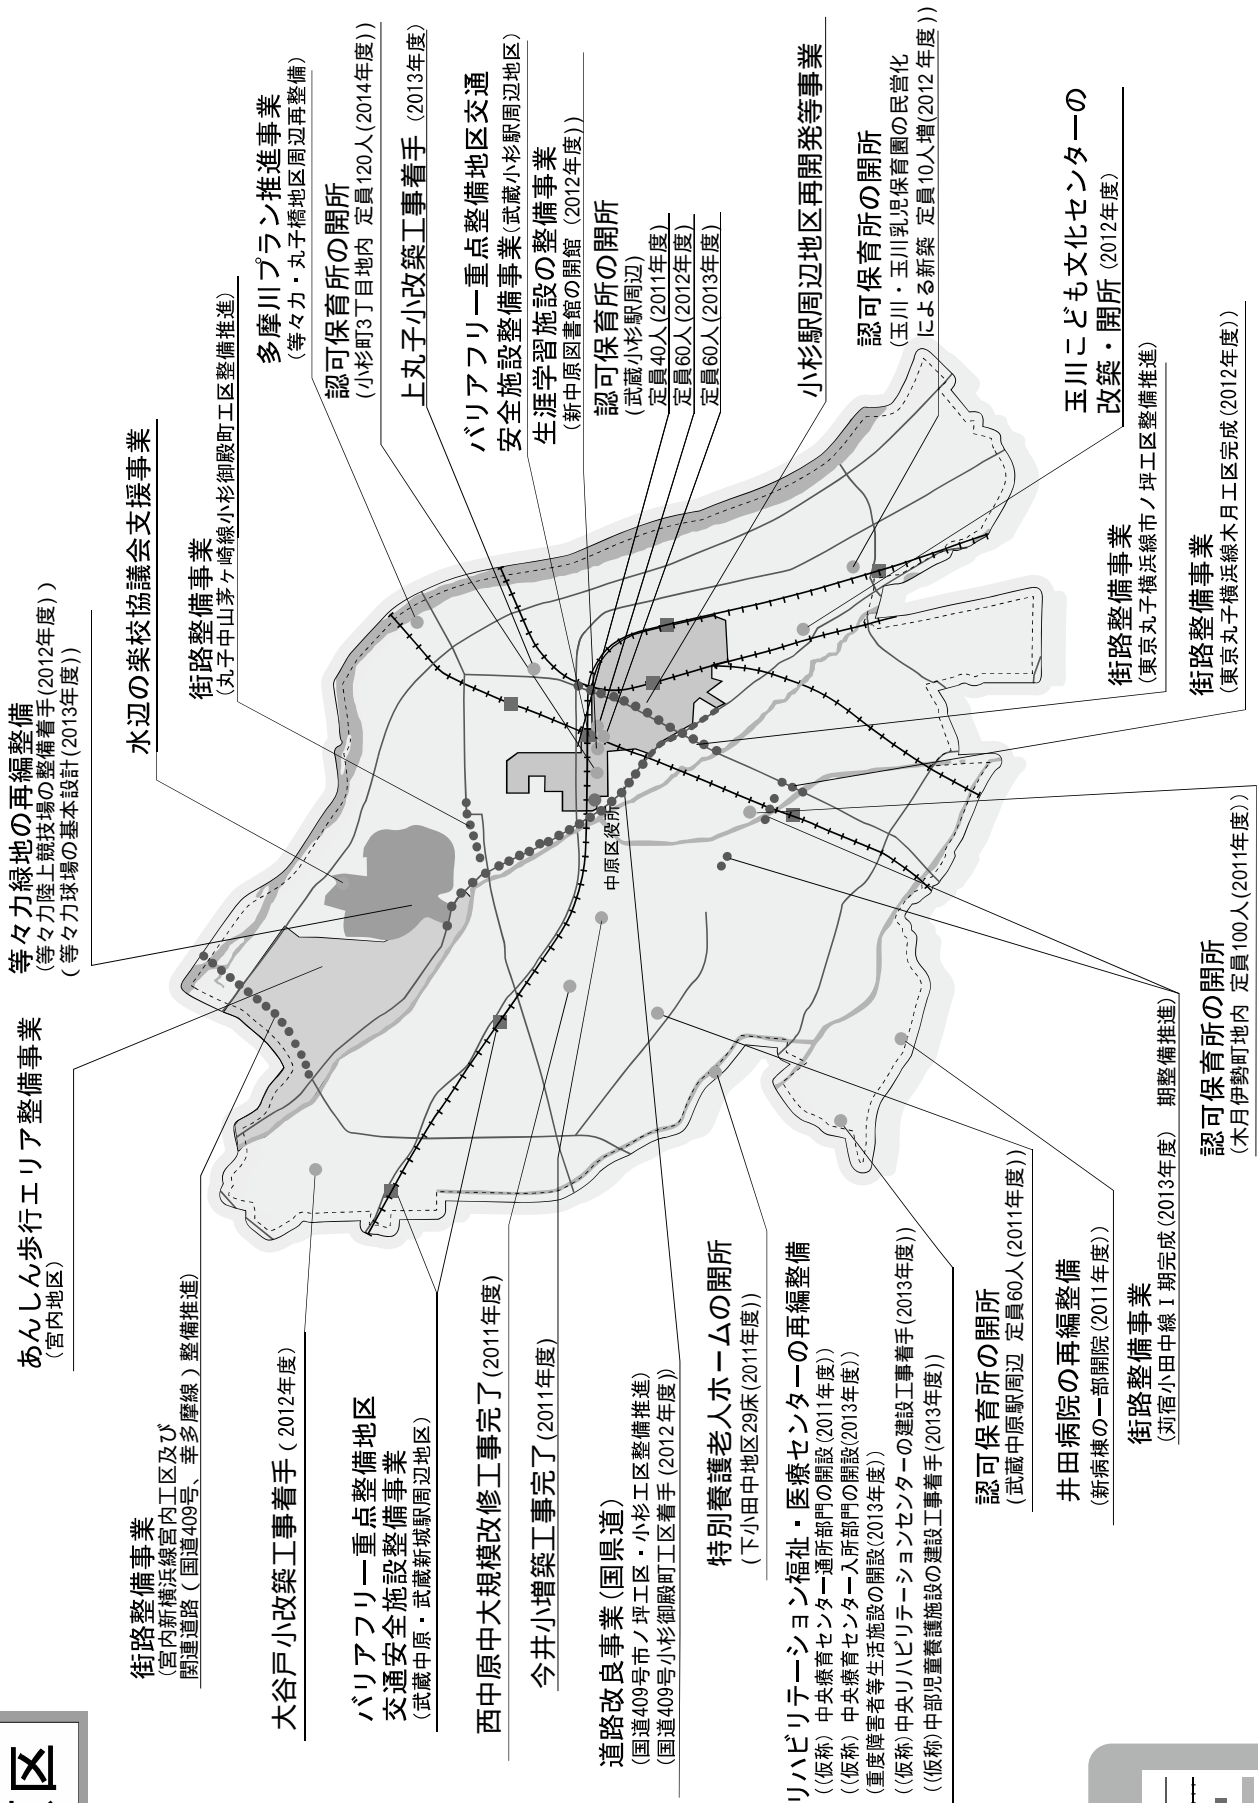 区
等々力緑地の再編整備
(等々力陸上競技場の整備着手(2012年度))
(等々力球場の基本設計(2013年度))
あんしん歩行エリア整備事業
(宮内地区)
水辺の楽校協議会支援事業
街路整備事業
(宮内新横浜線宮内工区及び
関連道路(国道409号、幸多摩線)整備推進)
街路整備事業
(丸子中山茅ヶ崎線小杉御殿町工区整備推進)
多摩川プラン推進事業
(等々力・丸子橋地区周辺再整備)
大谷戸小改築工事着手(2012年度)
認可保育所の開所
(小杉町3丁目地内 定員120人(2014年度))
バリアフリー重点整備地区
交通安全施設整備事業
(武蔵中原・武蔵新城駅周辺地区)
上丸子小改築工事着手(2013年度)
西中原中大規模改修工事完了(2011年度)
バリアフリー重点整備地区交通
安全施設整備事業(武蔵小杉駅周辺地区)
今井小増築工事完了(2011年度)
生涯学習施設の整備事業
(新中原図書館の開館(2012年度))
道路改良事業(国県道)
(国道409号市ノ坪工区・小杉工区整備推進)
(国道409号小杉御殿町工区着手(2012年度))
認可保育所の開所
(武蔵小杉駅周辺)
定員40人(2011年度)
定員60人(2012年度)
定員60人(2013年度)
中原区役所
特別養護老人ホームの開所
(下小田中地区29床(2011年度))
リハビリテーション福祉・医療センターの再編整備
((仮称)中央療育センター通所部門の開設(2011年度))
((仮称)中央療育センター入所部門の開設(2013年度))
(重度障害者等生活施設の開設(2013年度))
((仮称)中央リハビリテーションセンターの建設工事着手(2013年度))
((仮称)中部児童養護施設の建設工事着手(2013年度))
小杉駅周辺地区再開発等事業
認可保育所の開所
(玉川・玉川乳児保育園の民営化
による新築 定員10人増(2012年度))
認可保育所の開所
(武蔵中原駅周辺 定員60人(2011年度))
井田病院の再編整備
(新病棟の一部開院(2011年度))
玉川こども文化センターの
改築・開所(2012年度)
街路整備事業
(苅宿小田中線Ⅰ期完成(2013年度) 期整備推進)
街路整備事業
(東京丸子横浜線市ノ坪工区整備推進)
街路整備事業
(東京丸子横浜線木月工区完成(2012年度))
認可保育所の開所
(木月伊勢町地内 定員100人(2011年度))